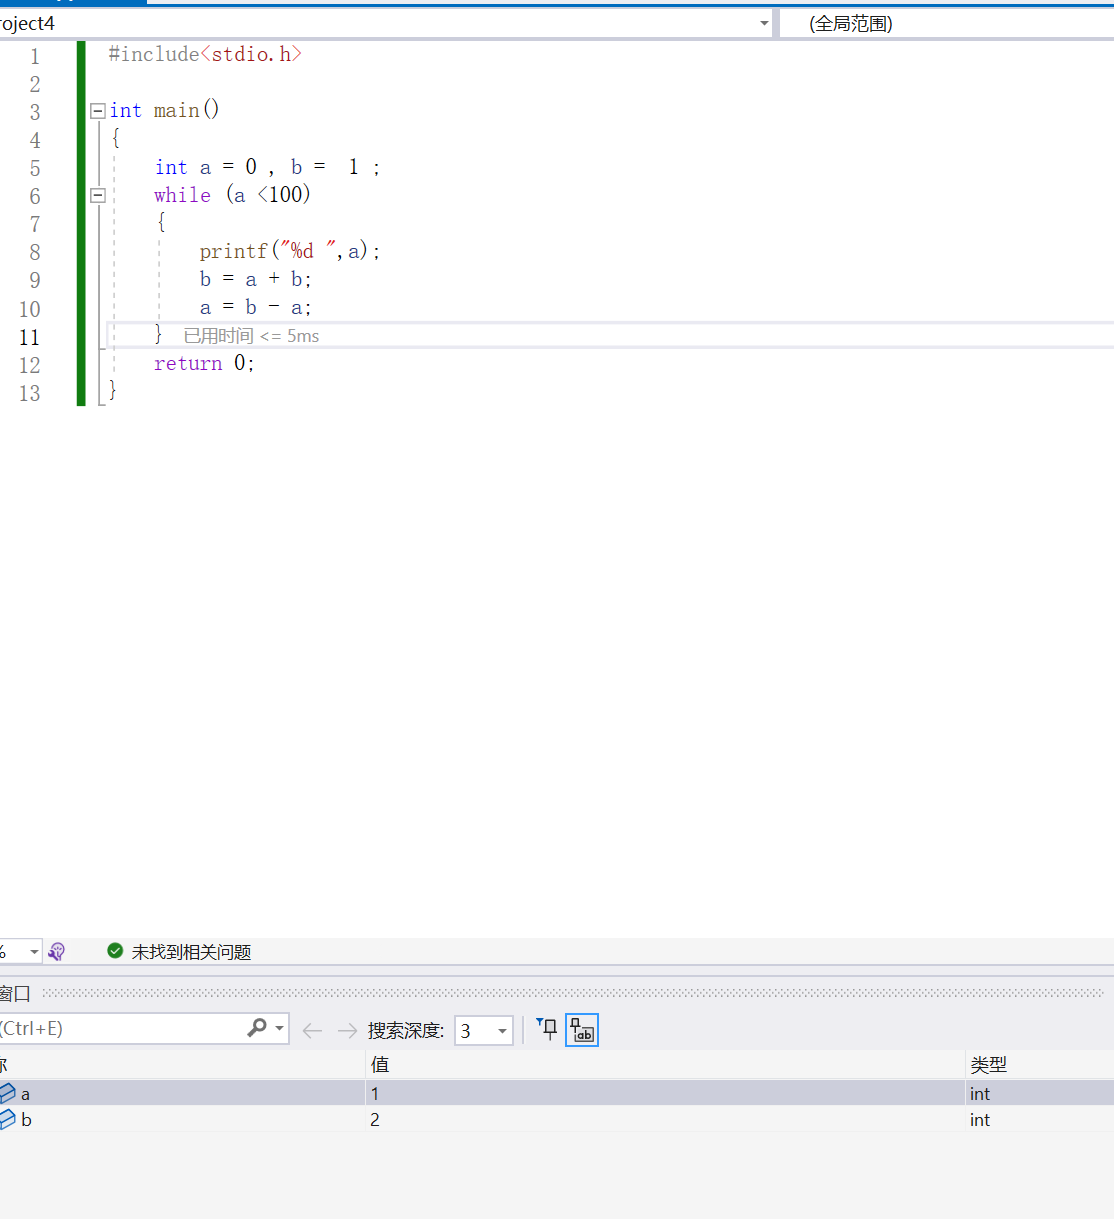 roject4 (全局范围)
1 #include<stdio.h>
2
3 int main()
4 {
5 int a = 0 , b =  1 ;
6 while (a <100)
7 {
8 printf("%d ",a);
9 b = a + b;
10 a = b - a;
11 } 已用时间 <= 5ms
12 return 0;
13 }
% 未找到相关问题
窗口
(Ctrl+E) 搜索深度: 3
称 值 类型
a 1 int
b 2 int